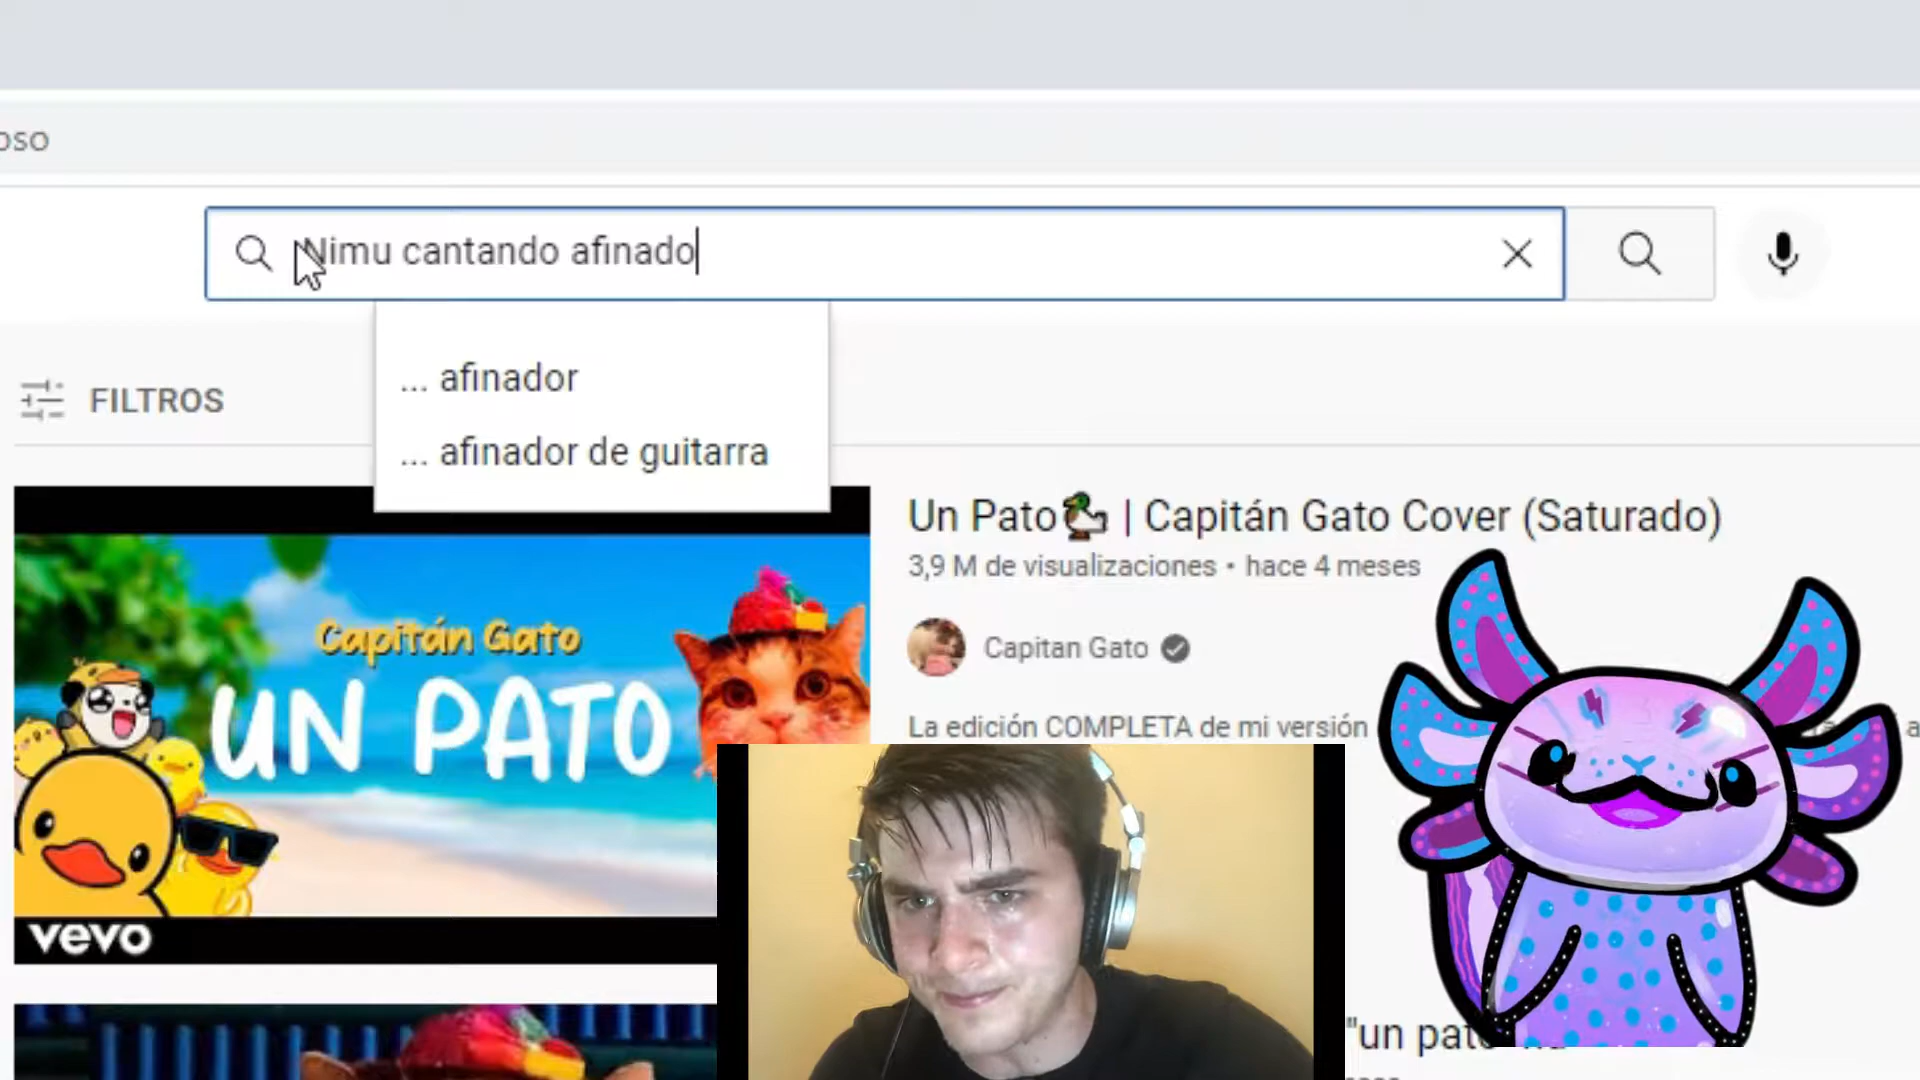 oso
Nimu cantando afinado
... afinador
... afinador de guitarra
FILTROS
Un Pato🦆 | Capitán Gato Cover (Saturado)
3,9 M de visualizaciones • hace 4 meses
Capitan Gato
La edición COMPLETA de mi versión
Capitán Gato
UN PATO
vevo
"un pato